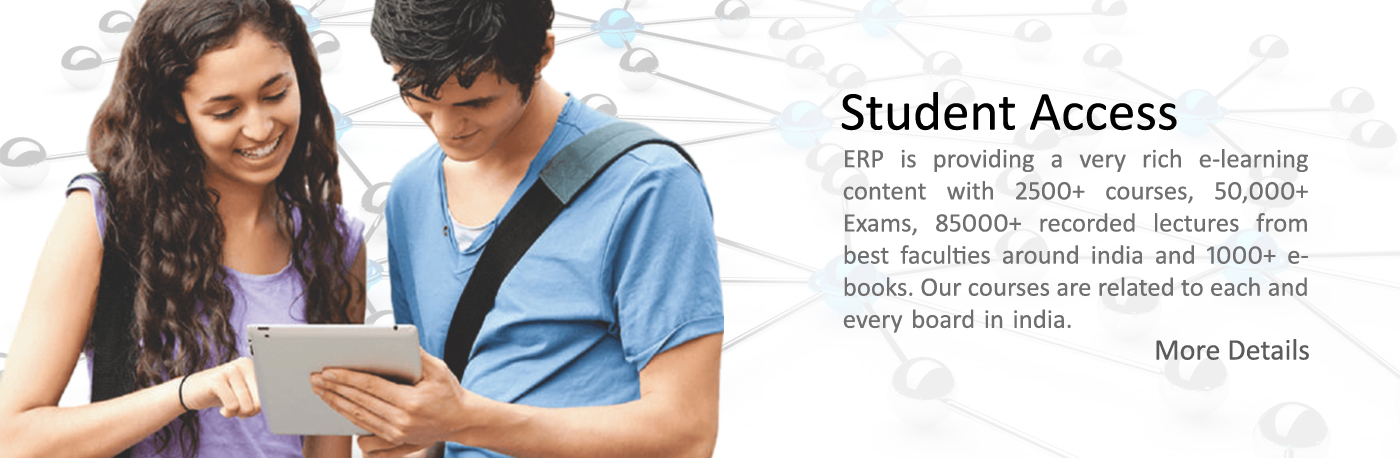 Student Access
ERP is providing a very rich e-learning
content with 2500+ courses, 50,000+
Exams, 85000+ recorded lectures from
best faculties around india and 1000+ e-
books. Our courses are related to each and
every board in india.
More Details